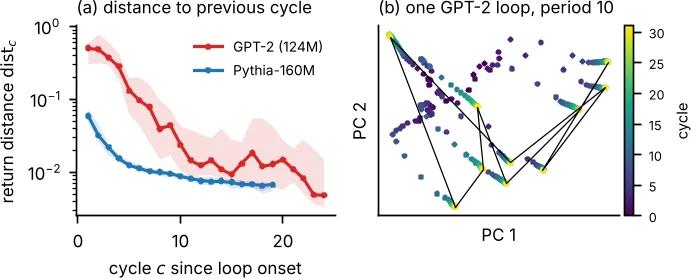 (a) distance to previous cycle
return distance dist_c
10⁰
10⁻¹
10⁻²
0
10
20
cycle c since loop onset
GPT-2 (124M)
Pythia-160M
(b) one GPT-2 loop, period 10
PC 2
PC 1
30
25
20
15
10
5
0
cycle